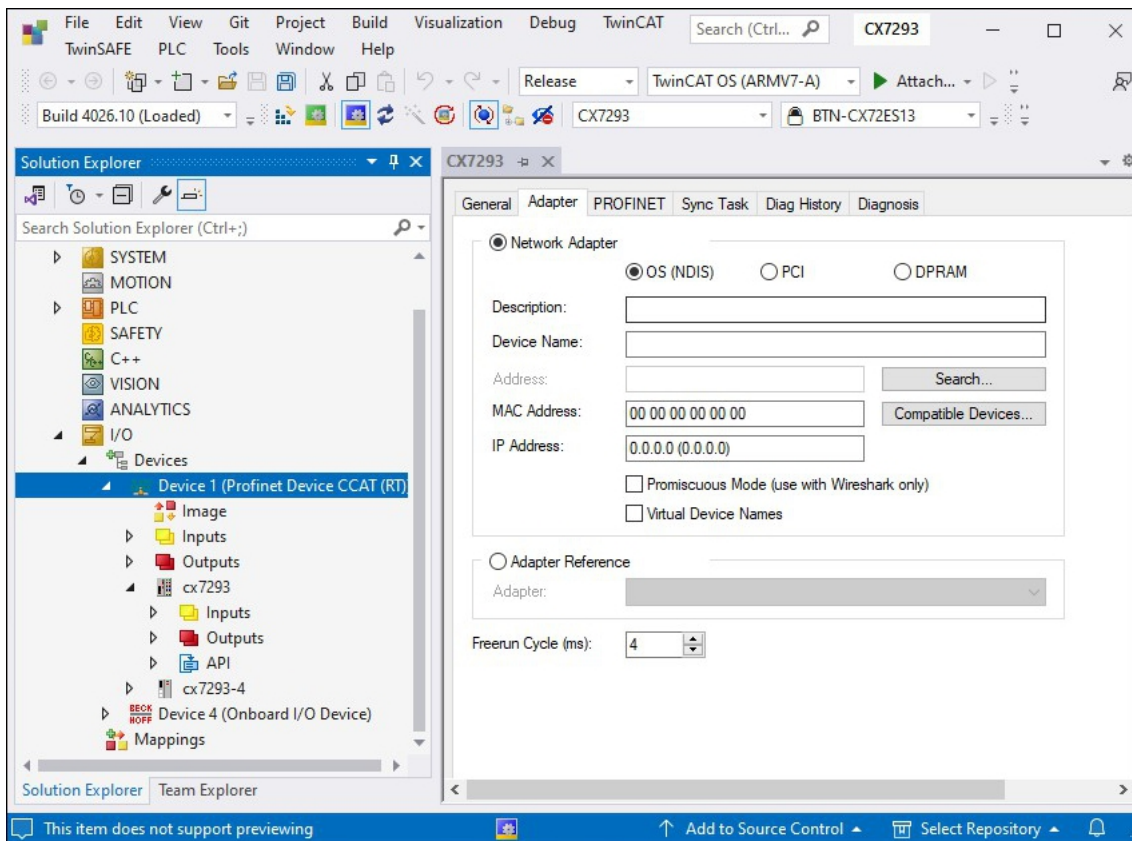 File Edit View Git Project Build Visualization Debug TwinCAT Search (Ctrl... CX7293
TwinSAFE PLC Tools Window Help
Release TwinCAT OS (ARMV7-A) Attach...
Build 4026.10 (Loaded) CX7293 BTN-CX72ES13
Solution Explorer
Search Solution Explorer (Ctrl+;)
SYSTEM
MOTION
PLC
SAFETY
C++
VISION
ANALYTICS
I/O
Devices
Device 1 (Profinet Device CCAT (RT)
Image
Inputs
Outputs
cx7293
Inputs
Outputs
API
cx7293-4
BECK HOFF Device 4 (Onboard I/O Device)
Mappings
Solution Explorer Team Explorer
CX7293
General Adapter PROFINET Sync Task Diag History Diagnosis
Network Adapter
OS (NDIS) PCI DPRAM
Description:
Device Name:
Address: Search...
MAC Address: 00 00 00 00 00 00 Compatible Devices...
IP Address: 0.0.0.0 (0.0.0.0)
Promiscuous Mode (use with Wireshark only)
Virtual Device Names
Adapter Reference
Adapter:
Freerun Cycle (ms): 4
This item does not support previewing Add to Source Control Select Repository